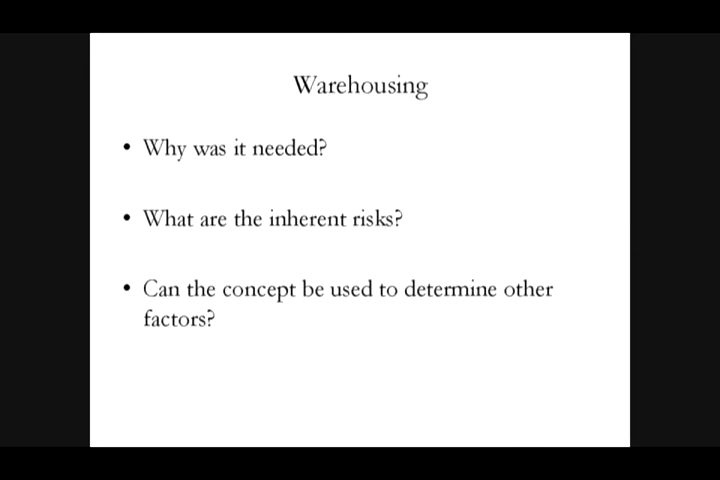 Warehousing
• Why was it needed?
• What are the inherent risks?
• Can the concept be used to determine other
factors?